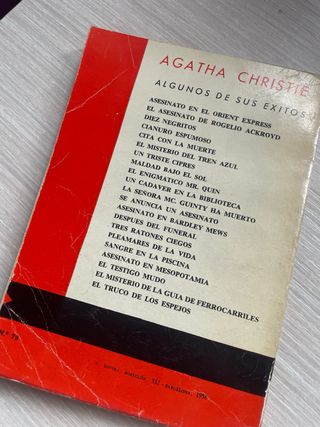 AGATHA CHRISTIE
ALGUNOS DE SUS EXITOS
ASESINATO EN EL ORIENT EXPRESS
EL ASESINATO DE ROGELIO ACKROYD
DIEZ NEGRITOS
CIANURO ESPUMOSO
CITA CON LA MUERTE
EL MISTERIO DEL TREN AZUL
UN TRISTE CIPRES
MALDAD BAJO EL SOL
EL ENIGMATICO MR. QUIN
UN CADAVER EN LA BIBLIOTECA
LA SEÑORA MC. GUINTY HA MUERTO
SE ANUNCIA UN ASESINATO
ASESINATO EN BARDLEY MEWS
DESPUES DEL FUNERAL
TRES RATONES CIEGOS
PLEAMARES DE LA VIDA
SANGRE EN LA PISCINA
ASESINATO EN MESOPOTAMIA
EL TESTIGO MUDO
EL MISTERIO DE LA GUIA DE FERROCARRILES
EL TRUCO DE LOS ESPEJOS
N.º 79
BARCELONA,